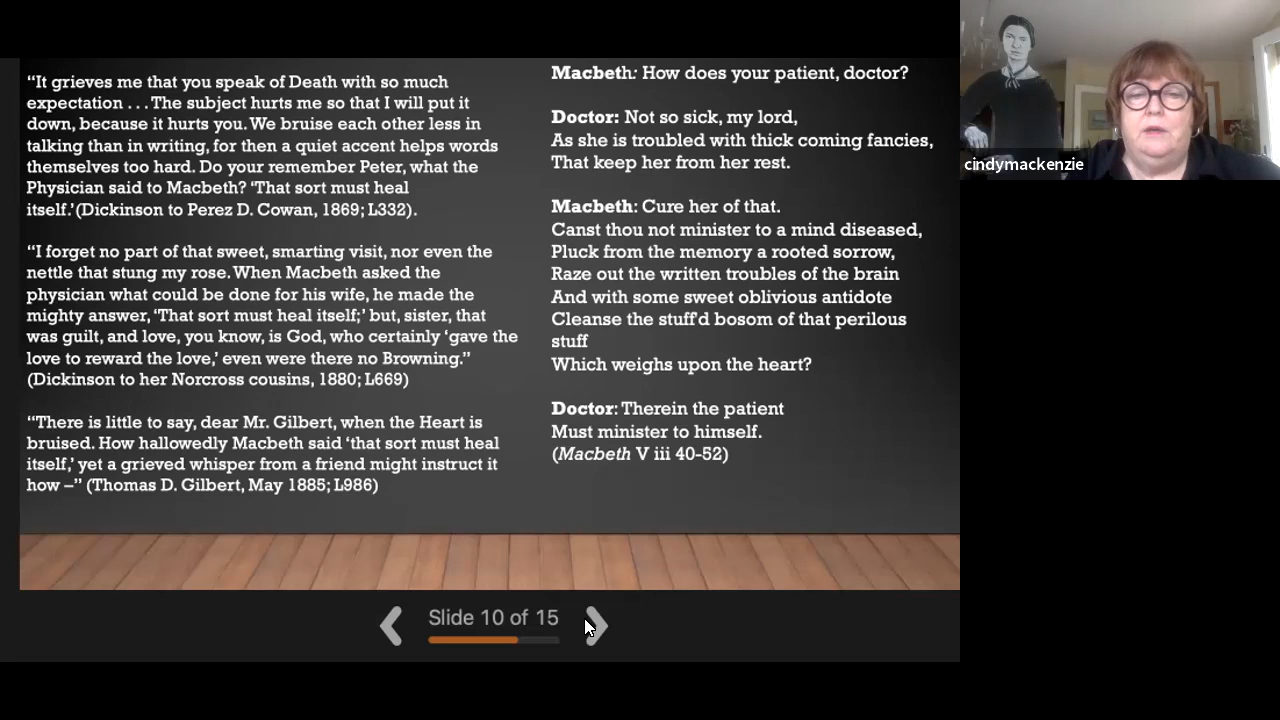 “It grieves me that you speak of Death with so much
expectation . . . The subject hurts me so that I will put it
down, because it hurts you. We bruise each other less in
talking than in writing, for then a quiet accent helps words
themselves too hard. Do your remember Peter, what the
Physician said to Macbeth? ‘That sort must heal
itself.’(Dickinson to Perez D. Cowan, 1869; L332).
“I forget no part of that sweet, smarting visit, nor even the
nettle that stung my rose. When Macbeth asked the
physician what could be done for his wife, he made the
mighty answer, ‘That sort must heal itself;’ but, sister, that
was guilt, and love, you know, is God, who certainly ‘gave the
love to reward the love,’ even were there no Browning.”
(Dickinson to her Norcross cousins, 1880; L669)
“There is little to say, dear Mr. Gilbert, when the Heart is
bruised. How hallowedly Macbeth said ‘that sort must heal
itself,’ yet a grieved whisper from a friend might instruct it
how –” (Thomas D. Gilbert, May 1885; L986)
Macbeth: How does your patient, doctor?
Doctor: Not so sick, my lord,
As she is troubled with thick coming fancies,
That keep her from her rest.
Macbeth: Cure her of that.
Canst thou not minister to a mind diseased,
Pluck from the memory a rooted sorrow,
Raze out the written troubles of the brain
And with some sweet oblivious antidote
Cleanse the stuff'd bosom of that perilous
stuff
Which weighs upon the heart?
Doctor: Therein the patient
Must minister to himself.
(Macbeth V iii 40-52)
cindymackenzie
Slide 10 of 15